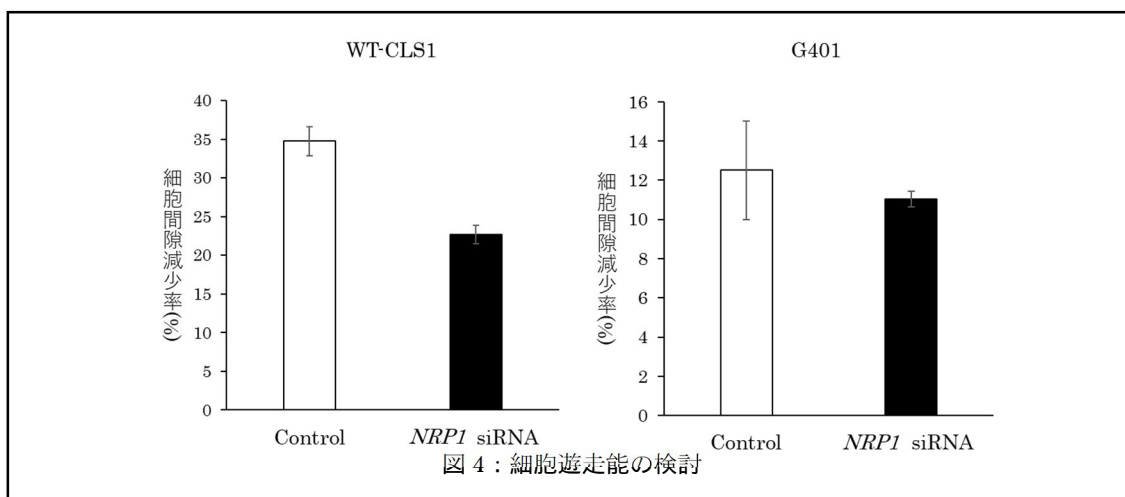 WT-CLS1
細胞間隙減少率(%)
40
35
30
25
20
15
10
5
0
Control
NRP1 siRNA
G401
細胞間隙減少率(%)
16
14
12
10
8
6
4
2
0
Control
NRP1 siRNA
図 4：細胞遊走能の検討